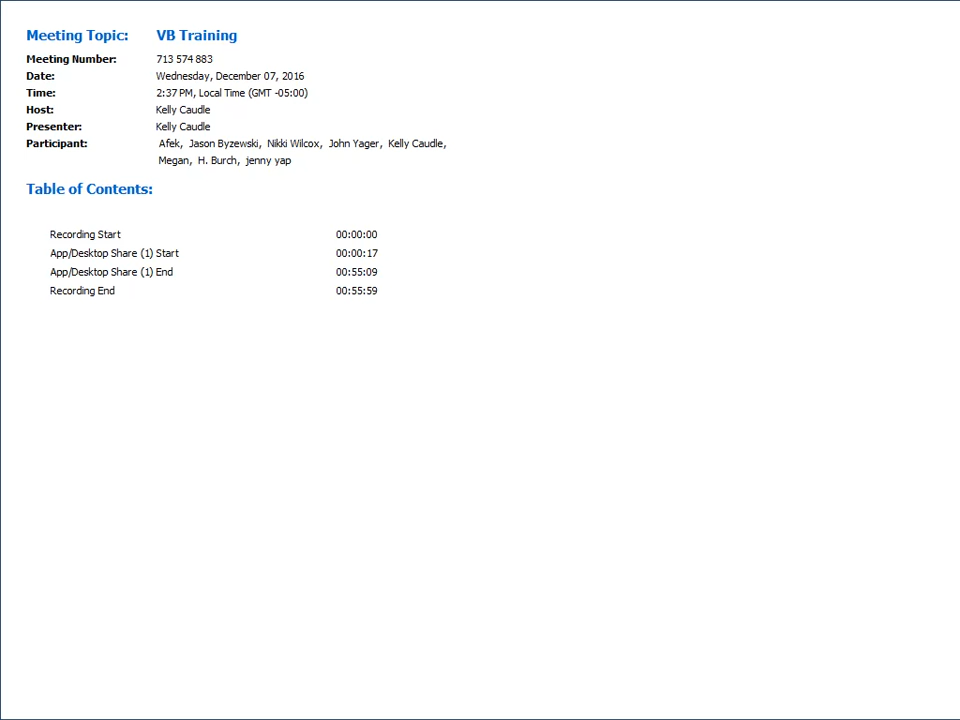 Meeting Topic: VB Training
Meeting Number: 713 574 883
Date: Wednesday, December 07, 2016
Time: 2:37 PM, Local Time (GMT -05:00)
Host: Kelly Caudle
Presenter: Kelly Caudle
Participant: Afek, Jason Byzewski, Nikki Wilcox, John Yager, Kelly Caudle,
Megan, H. Burch, jenny yap
Table of Contents:
Recording Start 00:00:00
App/Desktop Share (1) Start 00:00:17
App/Desktop Share (1) End 00:55:09
Recording End 00:55:59